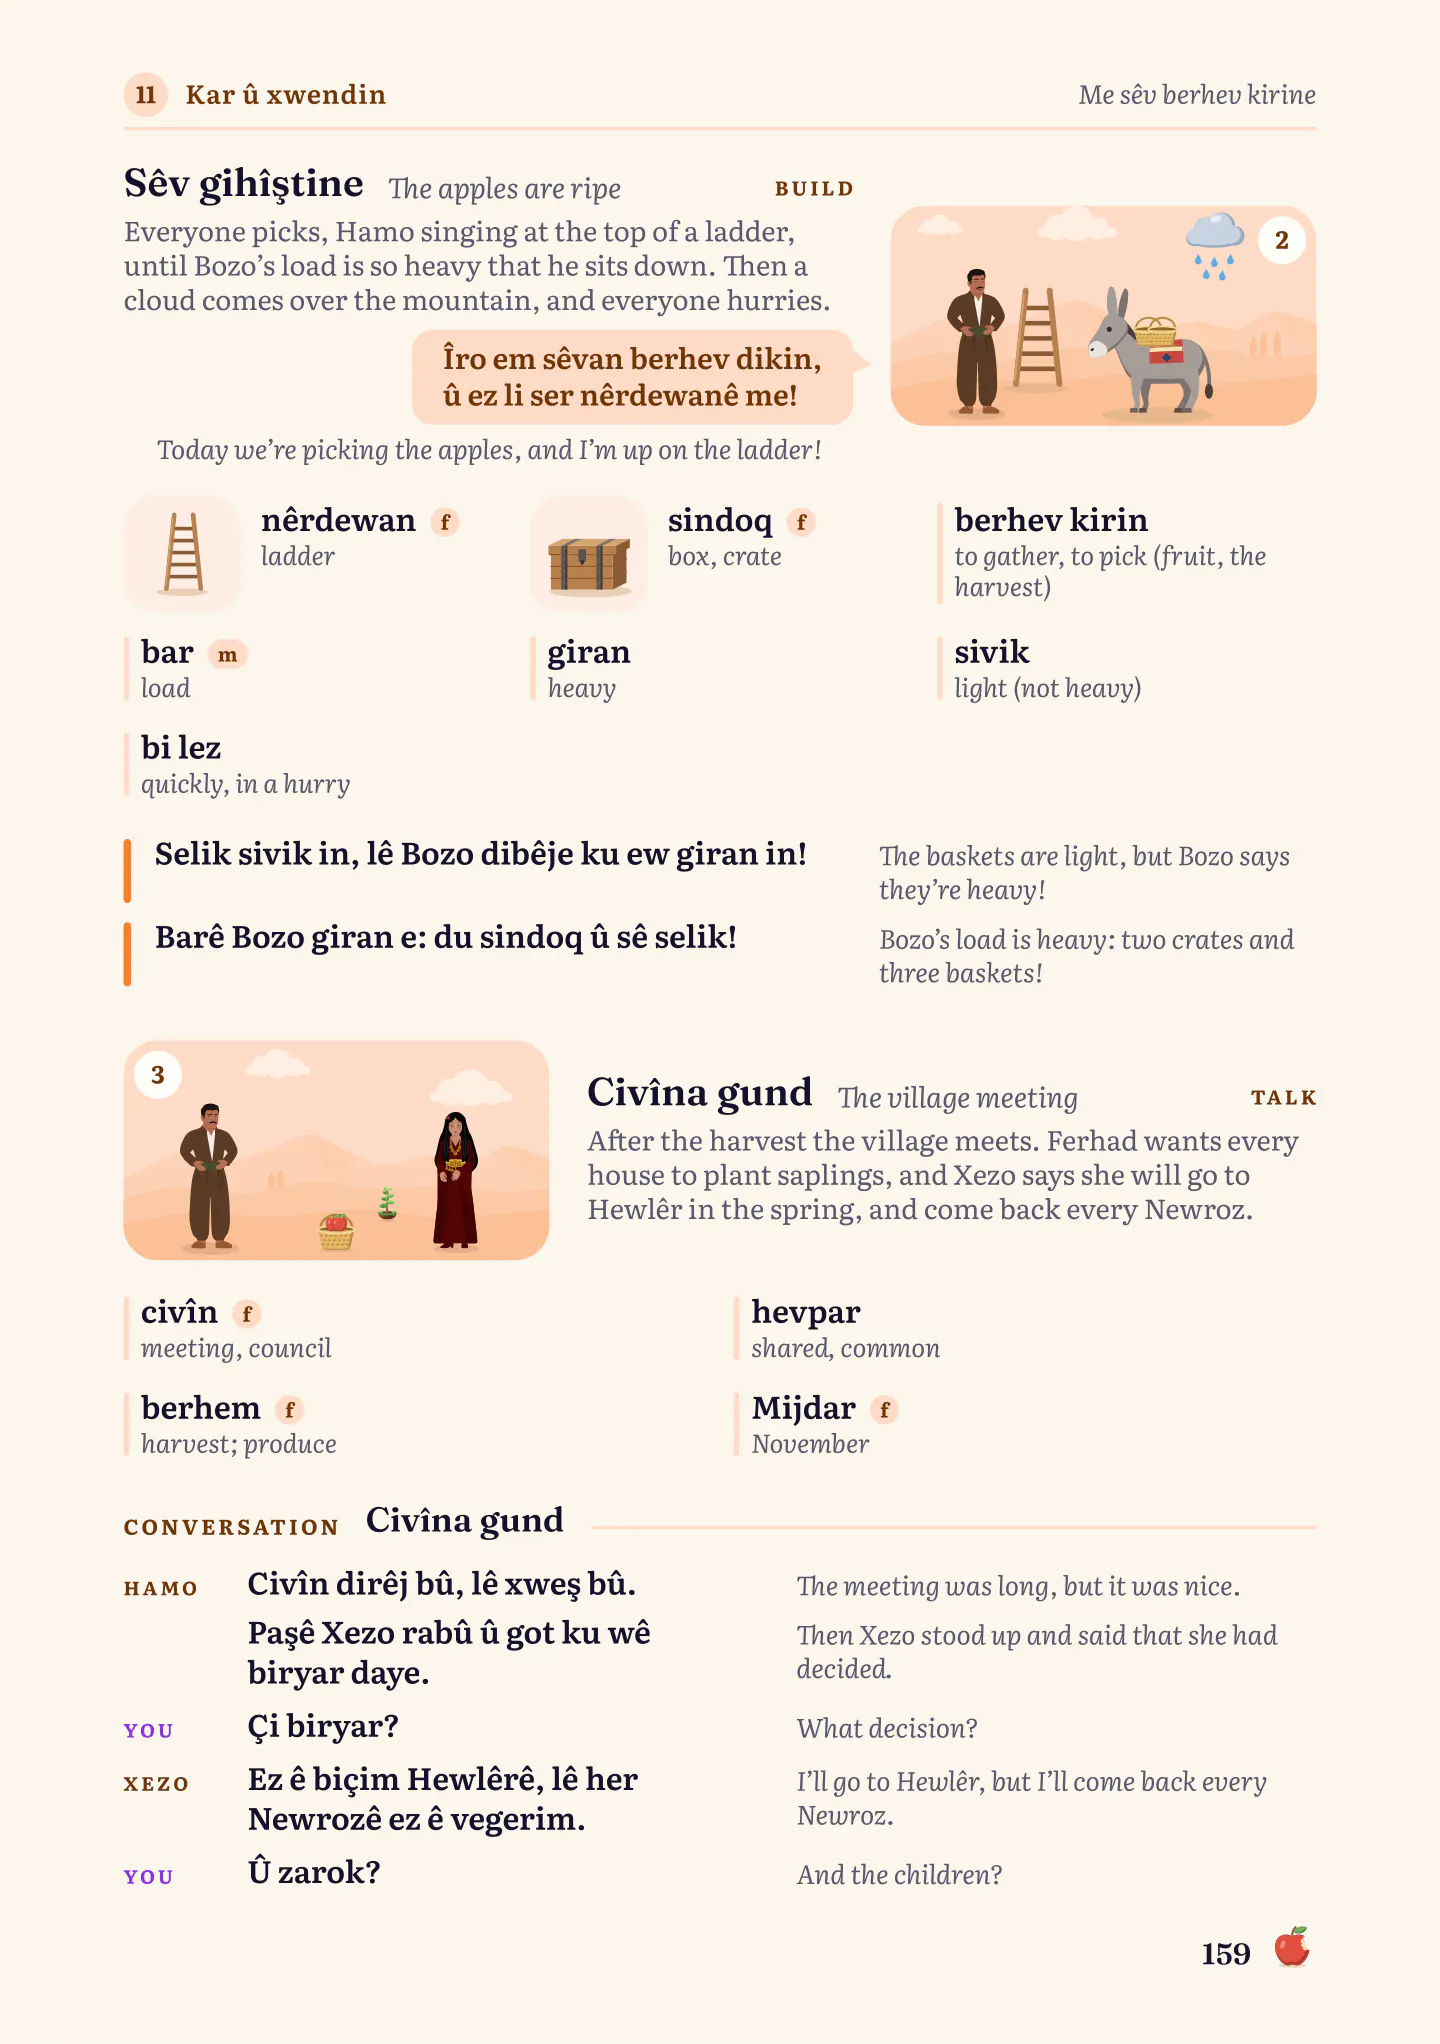 11 Kar û xwendin
Me sêv berhev kirine
Sêv gihîştine The apples are ripe BUILD
Everyone picks, Hamo singing at the top of a ladder,
until Bozo’s load is so heavy that he sits down. Then a
cloud comes over the mountain, and everyone hurries.
Îro em sêvan berhev dikin,
û ez li ser nêrdewanê me!
Today we’re picking the apples, and I’m up on the ladder!
2
nêrdewan f
ladder
sindoq f
box, crate
berhev kirin
to gather, to pick (fruit, the
harvest)
bar m
load
giran
heavy
sivik
light (not heavy)
bi lez
quickly, in a hurry
Selik sivik in, lê Bozo dibêje ku ew giran in!
The baskets are light, but Bozo says
they’re heavy!
Barê Bozo giran e: du sindoq û sê selik!
Bozo’s load is heavy: two crates and
three baskets!
3
Civîna gund The village meeting TALK
After the harvest the village meets. Ferhad wants every
house to plant saplings, and Xezo says she will go to
Hewlêr in the spring, and come back every Newroz.
civîn f
meeting, council
hevpar
shared, common
berhem f
harvest; produce
Mijdar f
November
CONVERSATION Civîna gund
HAMO Civîn dirêj bû, lê xweş bû.
The meeting was long, but it was nice.
Paşê Xezo rabû û got ku wê
biryar daye.
Then Xezo stood up and said that she had
decided.
YOU Çi biryar?
What decision?
XEZO Ez ê biçim Hewlêrê, lê her
Newrozê ez ê vegerim.
I’ll go to Hewlêr, but I’ll come back every
Newroz.
YOU Û zarok?
And the children?
159